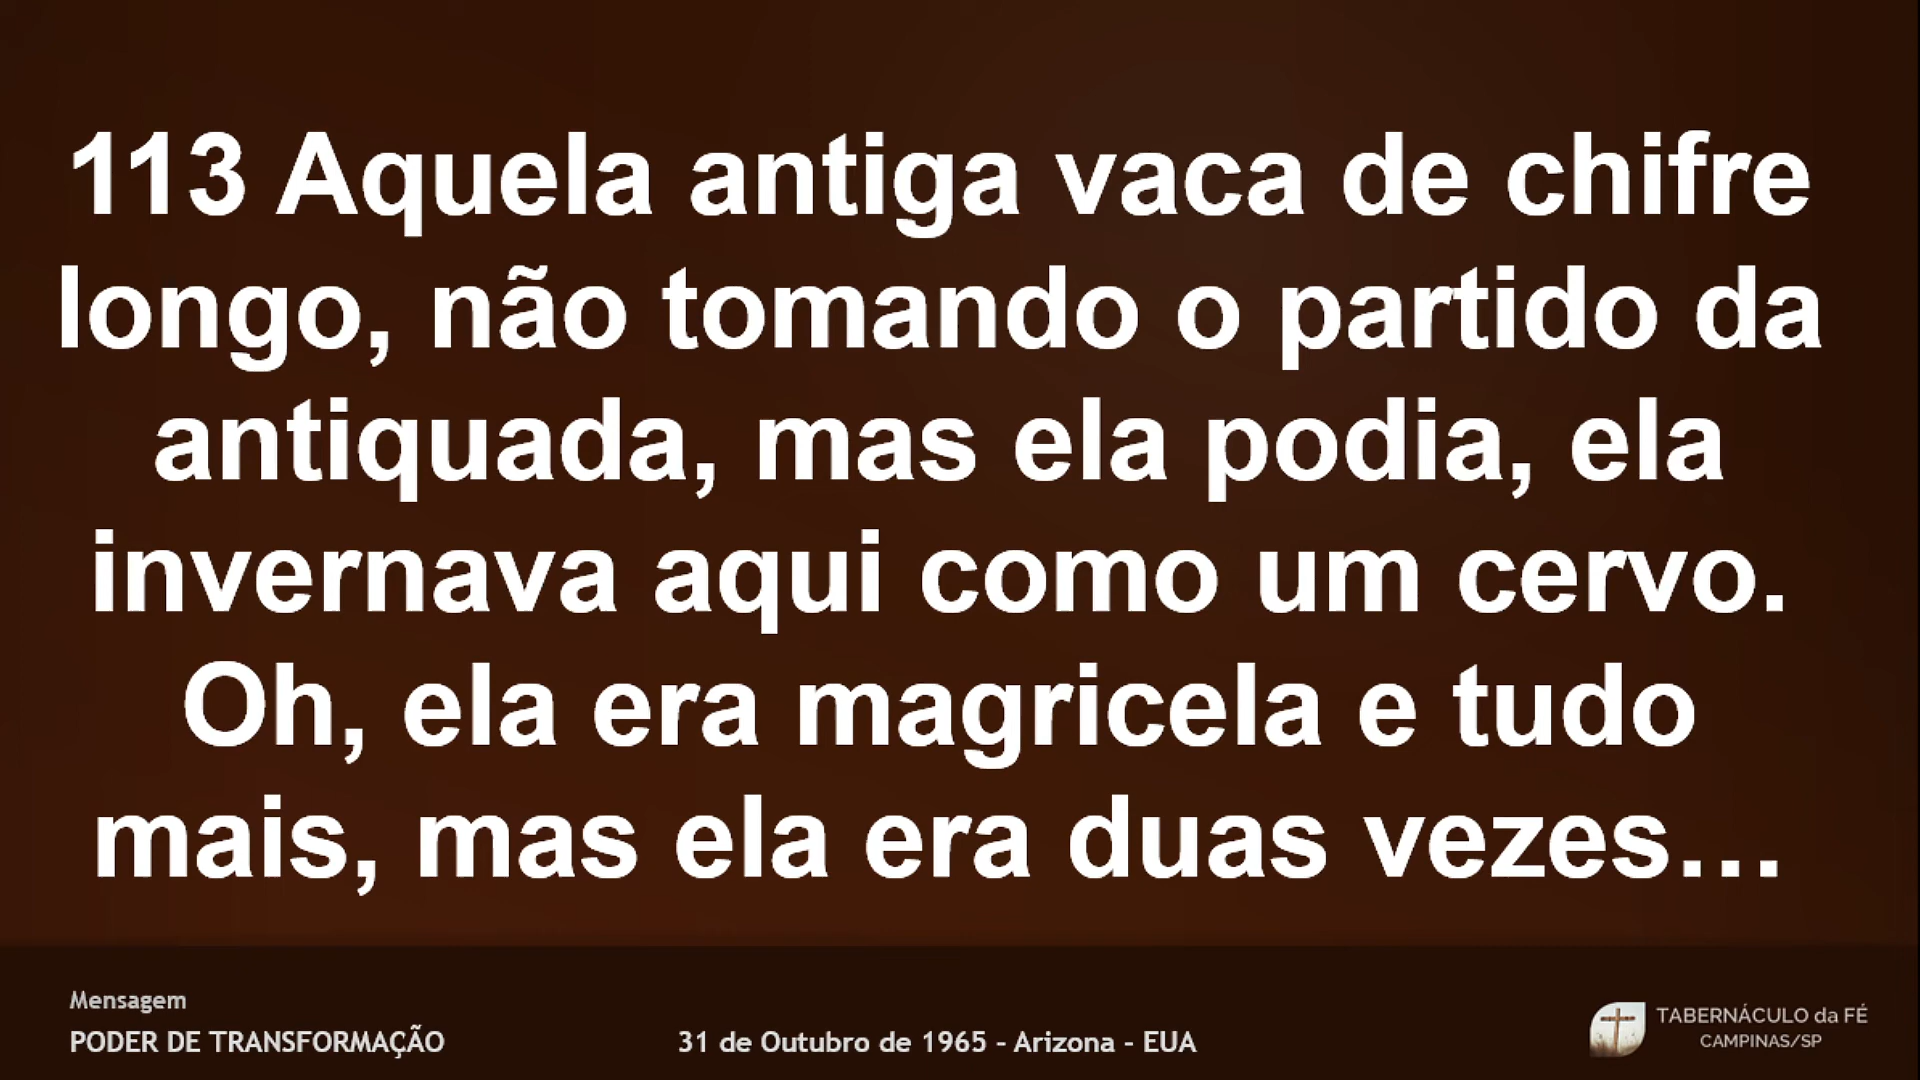 113 Aquela antiga vaca de chifre
longo, não tomando o partido da
antiquada, mas ela podia, ela
invernava aqui como um cervo.
Oh, ela era magricela e tudo
mais, mas ela era duas vezes...
Mensagem
PODER DE TRANSFORMAÇÃO
31 de Outubro de 1965 - Arizona - EUA
TABERNÁCULO da FÉ
CAMPINAS/SP